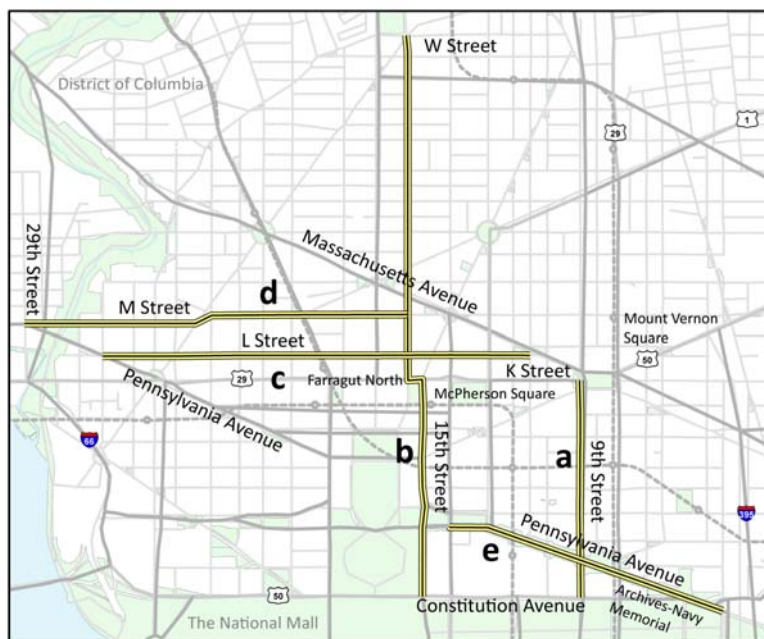 W Street
District of Columbia
1
29
29th Street
Massachusetts Avenue
d
M Street
Mount Vernon
Square
L Street
50
K Street
c
29
Farragut North
McPherson Square
Pennsylvania Avenue
66
b
15th Street
a
9th Street
395
Pennsylvania Avenue
e
50
Constitution Avenue
Archives-Navy
Memorial
The National Mall